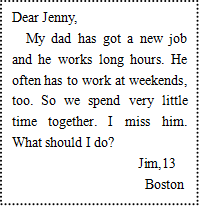 Dear Jenny,
My dad has got a new job
and he works long hours. He
often has to work at weekends,
too. So we spend very little
time together. I miss him.
What should I do?
Jim,13
Boston